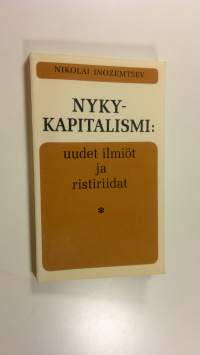 NIKOLAI INOZEMTSEV
NYKY-
KAPITALISMI:
uudet ilmiöt
ja
ristiriidat
*